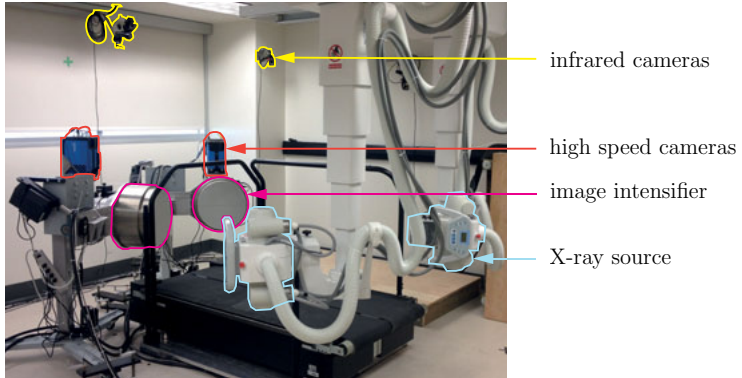 infrared cameras
high speed cameras
image intensifier
X-ray source